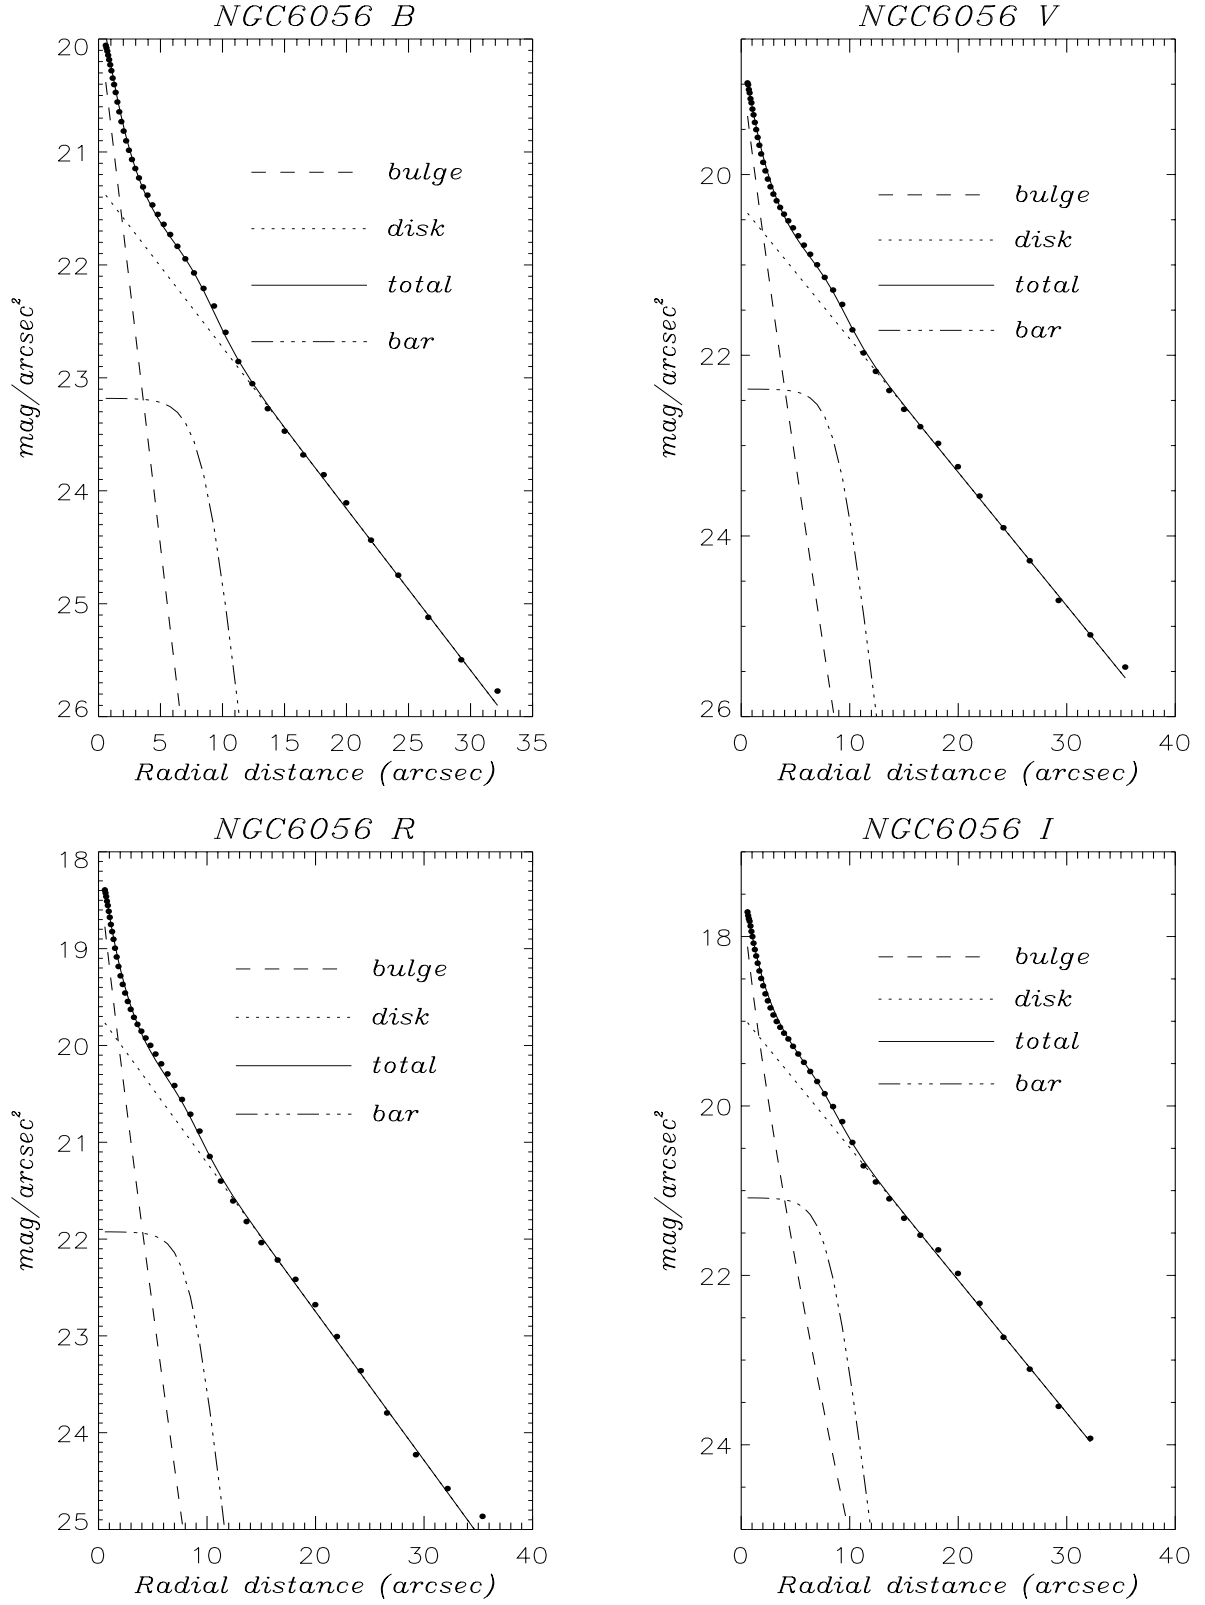 NGC6056 B
20
21
22
23
24
25
26
mag/arcsec²
bulge
disk
total
bar
0 5 10 15 20 25 30 35
Radial distance (arcsec)
NGC6056 V
20
22
24
26
mag/arcsec²
bulge
disk
total
bar
0 10 20 30 40
Radial distance (arcsec)
NGC6056 R
18
19
20
21
22
23
24
25
mag/arcsec²
bulge
disk
total
bar
0 10 20 30 40
Radial distance (arcsec)
NGC6056 I
18
20
22
24
mag/arcsec²
bulge
disk
total
bar
0 10 20 30 40
Radial distance (arcsec)